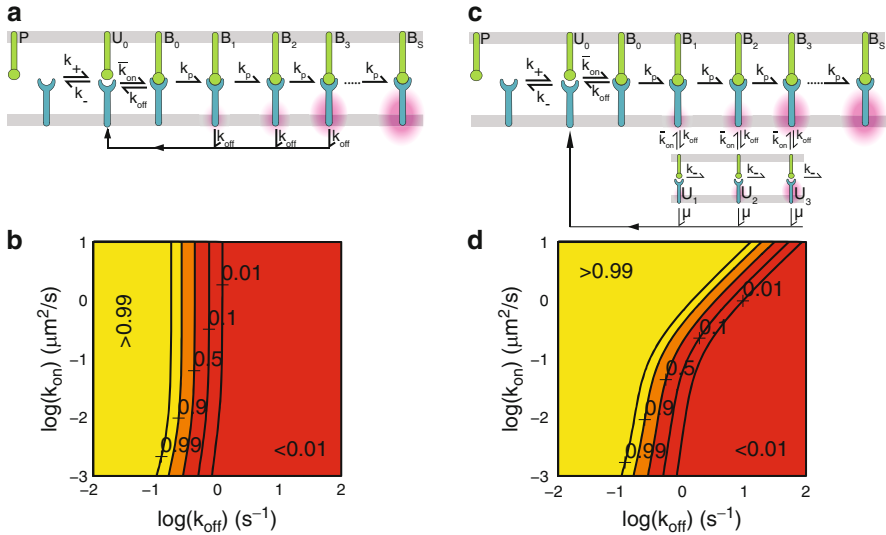 a
P U₀ B₀ B₁ B₂ B₃ Bₛ
k₊ k̅ₒₙ kₚ kₚ kₚ kₚ
k₋ kₒff
kₒff kₒff kₒff
b
1
0
−1
−2
−3
log(kₒₙ) (μm²/s)
>0.99
0.01
0.1
0.5
0.9
0.99
<0.01
−2 −1 0 1 2
log(kₒff) (s⁻¹)
c
P U₀ B₀ B₁ B₂ B₃ Bₛ
k₊ k̅ₒₙ kₚ kₚ kₚ kₚ
k₋ kₒff
k̅ₒₙ kₒff k̅ₒₙ kₒff k̅ₒₙ kₒff
k₋ k₋ k₋
U₁ U₂ U₃
μ μ μ
d
1
0
−1
−2
−3
log(kₒₙ) (μm²/s)
>0.99
0.01
0.1
0.5
0.9
0.99
<0.01
−2 −1 0 1 2
log(kₒff) (s⁻¹)